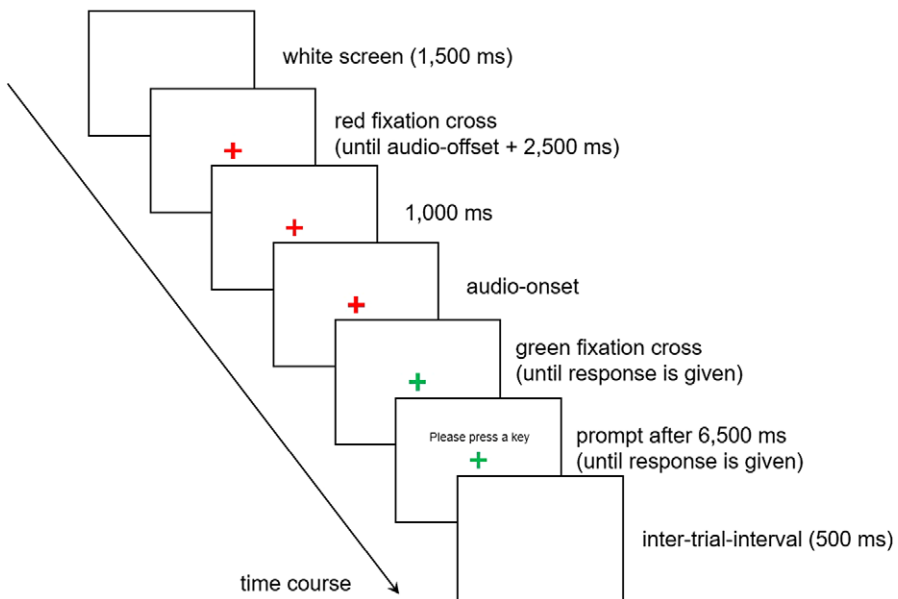 white screen (1,500 ms)
red fixation cross
(until audio-offset + 2,500 ms)
1,000 ms
audio-onset
green fixation cross
(until response is given)
Please press a key
prompt after 6,500 ms
(until response is given)
inter-trial-interval (500 ms)
time course